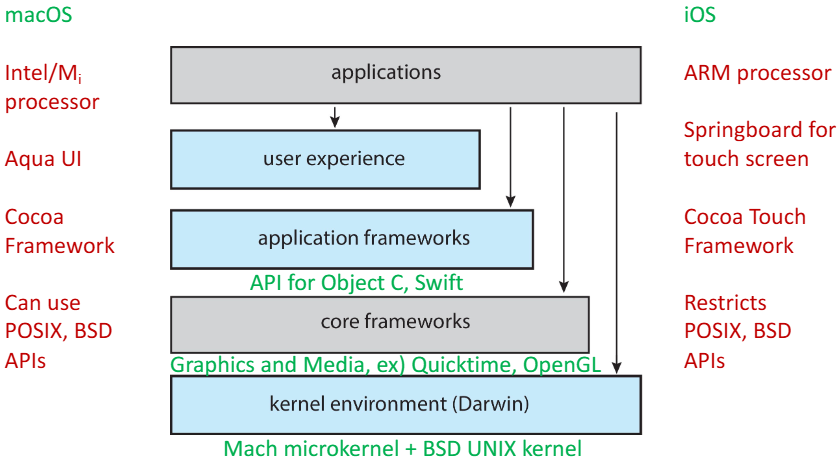 macOS
iOS
Intel/Mi
processor
applications
ARM processor
Aqua UI
user experience
Springboard for
touch screen
Cocoa
Framework
application frameworks
Cocoa Touch
Framework
API for Object C, Swift
Can use
POSIX, BSD
APIs
core frameworks
Restricts
POSIX, BSD
APIs
Graphics and Media, ex) Quicktime, OpenGL
kernel environment (Darwin)
Mach microkernel + BSD UNIX kernel